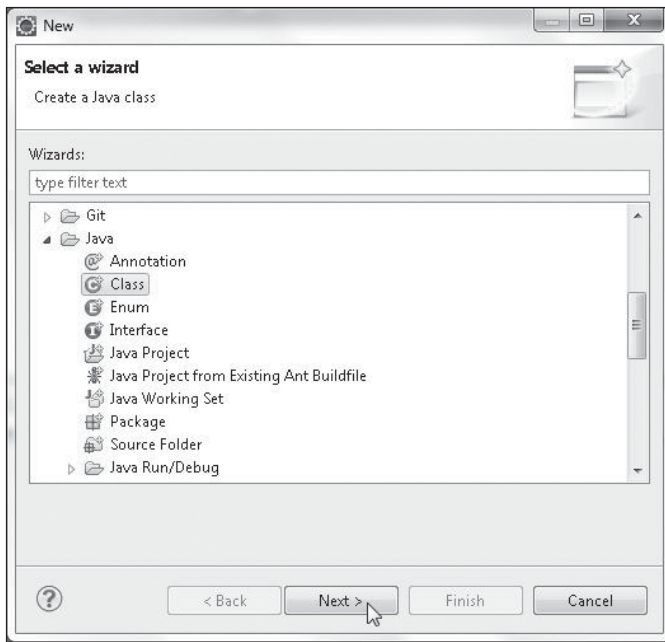 New
Select a wizard
Create a Java class
Wizards:
type filter text
Git
Java
Annotation
Class
Enum
Interface
Java Project
Java Project from Existing Ant Buildfile
Java Working Set
Package
Source Folder
Java Run/Debug
? < Back Next > Finish Cancel